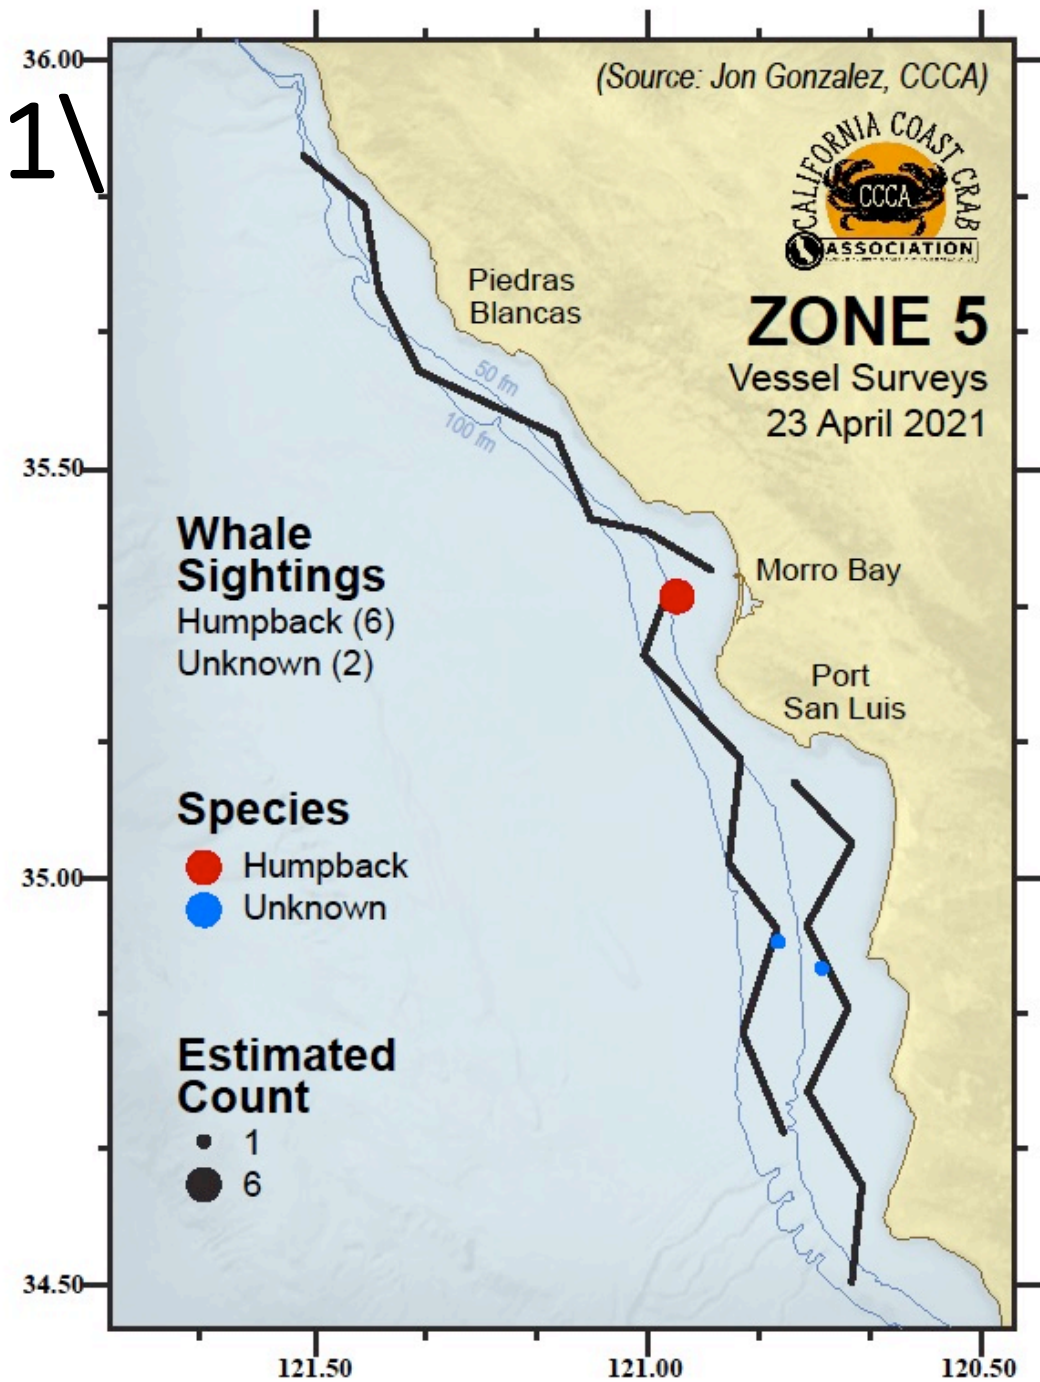 36.00
1\
(Source: Jon Gonzalez, CCCA)
CALIFORNIA COAST CRAB
CCCA
ASSOCIATION
Piedras
Blancas
ZONE 5
Vessel Surveys
23 April 2021
50 fm
100 fm
35.50
Whale
Sightings
Humpback (6)
Unknown (2)
Morro Bay
Port
San Luis
Species
Humpback
Unknown
35.00
Estimated
Count
1
6
34.50
121.50
121.00
120.50